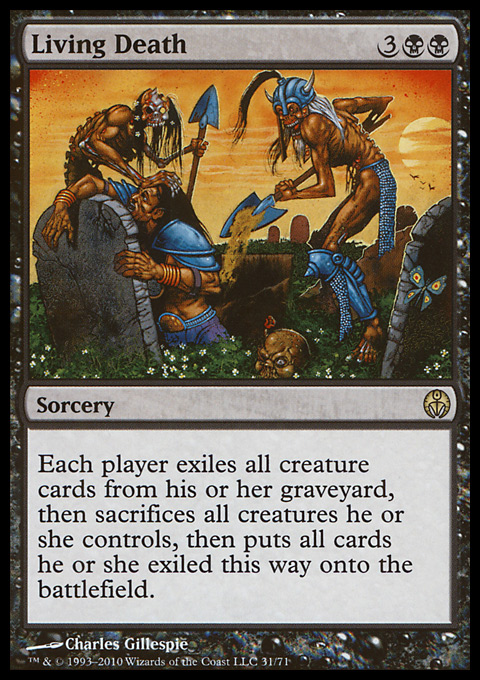 Living Death 3
Sorcery
Each player exiles all creature
cards from his or her graveyard,
then sacrifices all creatures he or
she controls, then puts all cards
he or she exiled this way onto the
battlefield.
Charles Gillespie
™ & © 1993–2010 Wizards of the Coast LLC 31/71